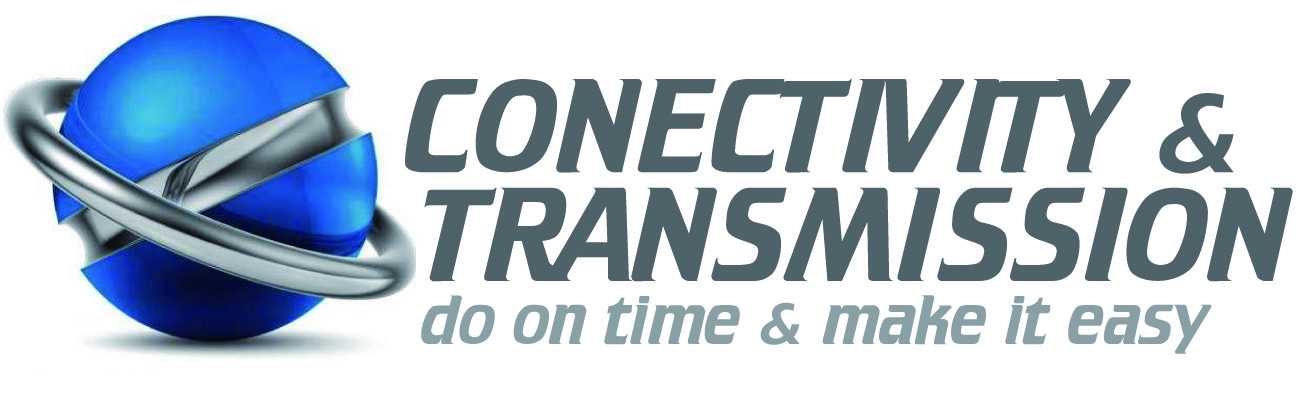 CONECTIVITY &
TRANSMISSION
do on time & make it easy